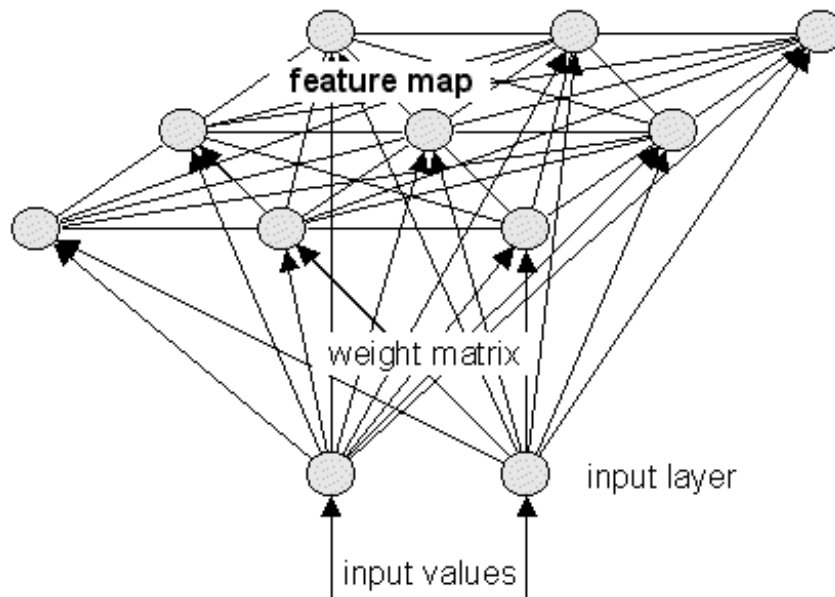 feature map
weight matrix
input layer
input values